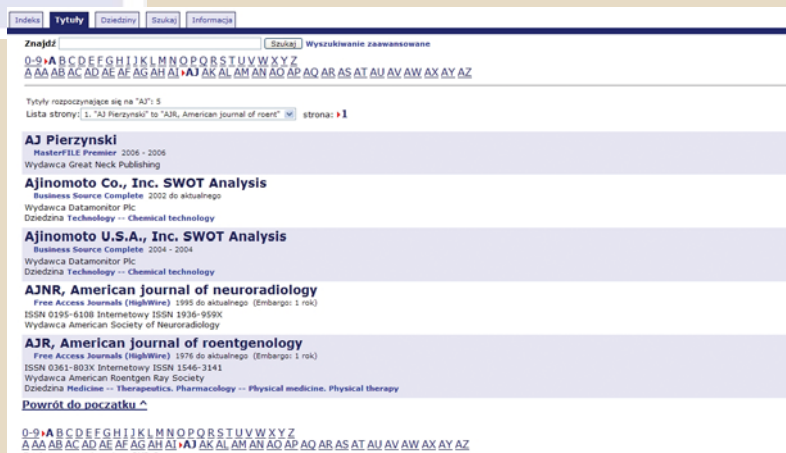 Indeks Tytuły Dziedziny Szukaj Informacja
Znajdź Szukaj Wyszukiwanie zaawansowane
0-9 A B C D E F G H I J K L M N O P Q R S T U V W X Y Z
A AA AB AC AD AE AF AG AH AI AJ AK AL AM AN AO AP AQ AR AS AT AU AV AW AX AY AZ
Tytyły rozpoczynające się na "AJ": 5
Lista strony: 1. "AJ Pierzynski" to "AJR, American journal of roent" strona: 1
AJ Pierzynski
MasterFILE Premier 2006 - 2006
Wydawca Great Neck Publishing
Ajinomoto Co., Inc. SWOT Analysis
Business Source Complete 2002 do aktualnego
Wydawca Datamonitor Plc
Dziedzina Technology -- Chemical technology
Ajinomoto U.S.A., Inc. SWOT Analysis
Business Source Complete 2004 - 2004
Wydawca Datamonitor Plc
Dziedzina Technology -- Chemical technology
AJNR, American journal of neuroradiology
Free Access Journals (HighWire) 1995 do aktualnego (Embargo: 1 rok)
ISSN 0195-6108 Internetowy ISSN 1936-959X
Wydawca American Society of Neuroradiology
AJR, American journal of roentgenology
Free Access Journals (HighWire) 1976 do aktualnego (Embargo: 1 rok)
ISSN 0361-803X Internetowy ISSN 1546-3141
Wydawca American Roentgen Ray Society
Dziedzina Medicine -- Therapeutics. Pharmacology -- Physical medicine. Physical therapy
Powrót do początku ^
0-9 A B C D E F G H I J K L M N O P Q R S T U V W X Y Z
A AA AB AC AD AE AF AG AH AI AJ AK AL AM AN AO AP AQ AR AS AT AU AV AW AX AY AZ